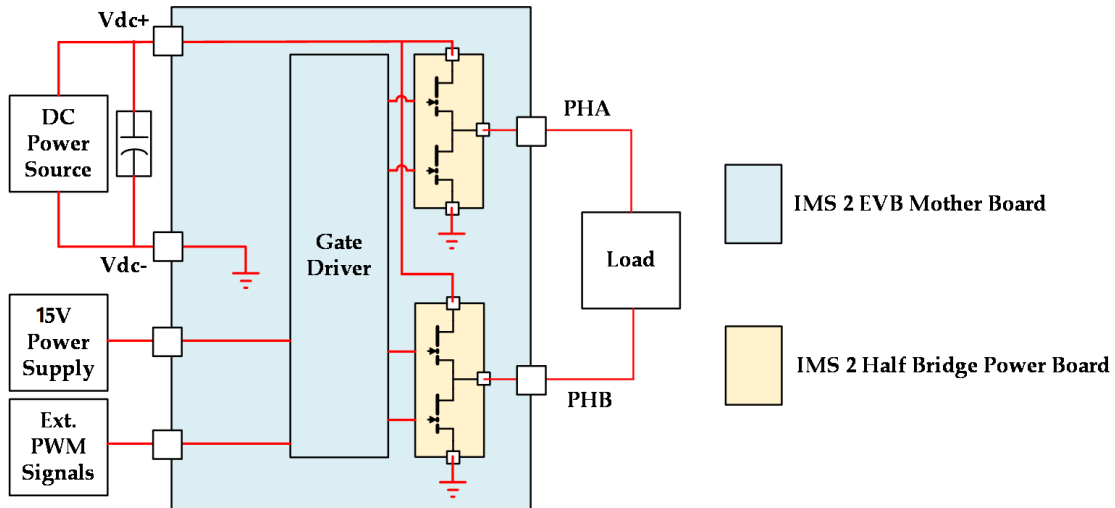 Vdc+
DC
Power
Source
Vdc-
15V
Power
Supply
Ext.
PWM
Signals
Gate
Driver
PHA
Load
PHB
IMS 2 EVB Mother Board
IMS 2 Half Bridge Power Board